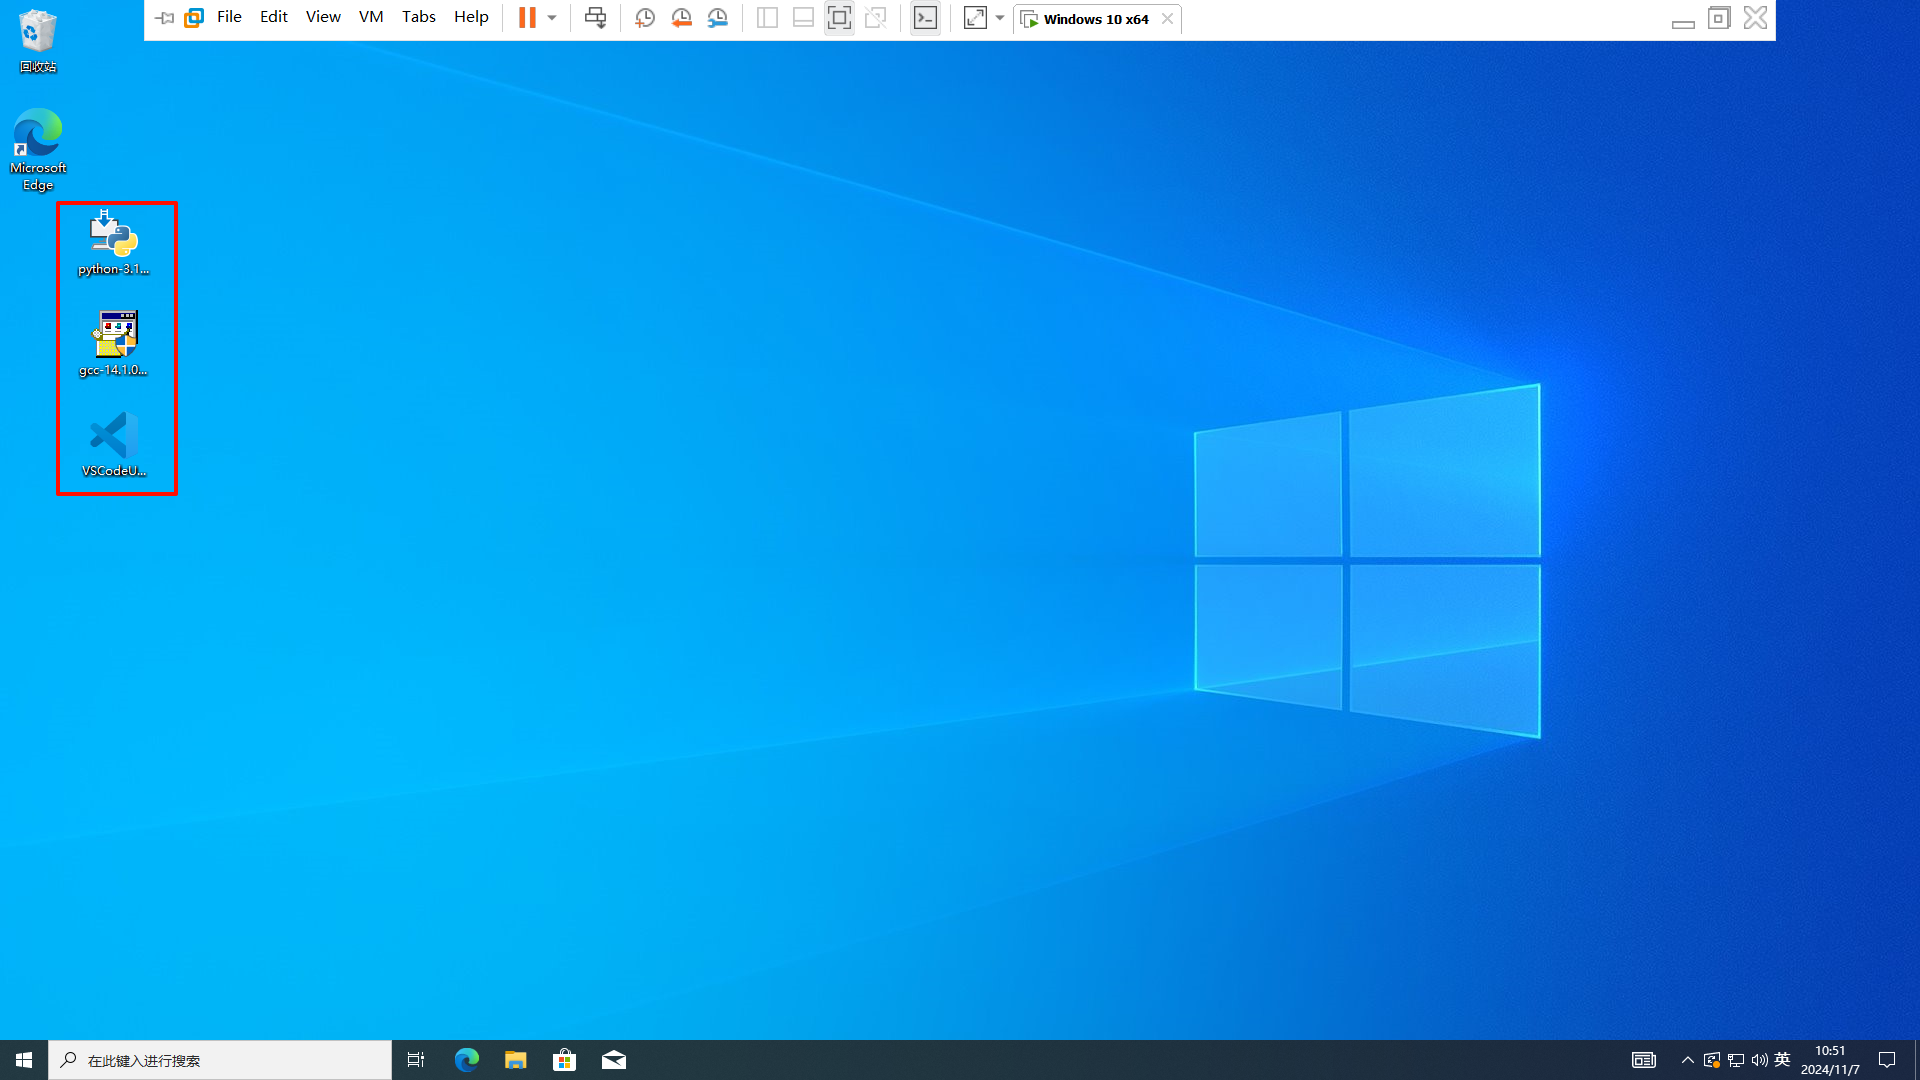 File Edit View VM Tabs Help Windows 10 x64
回收站
Microsoft
Edge
python-3.1...
gcc-14.1.0...
VSCodeU...
在此键入进行搜索
英
10:51
2024/11/7